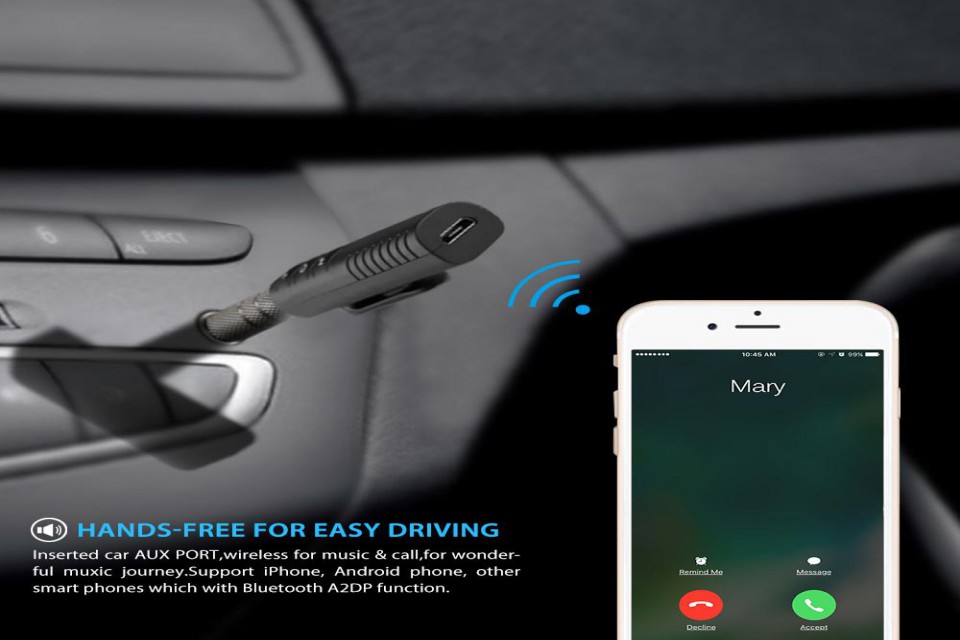 6
EJECT
10:45 AM
99%
Mary
HANDS-FREE FOR EASY DRIVING
Inserted car AUX PORT,wireless for music & call,for wonder-
ful muxic journey.Support iPhone, Android phone, other
smart phones which with Bluetooth A2DP function.
Remind Me
Message
Decline
Accept